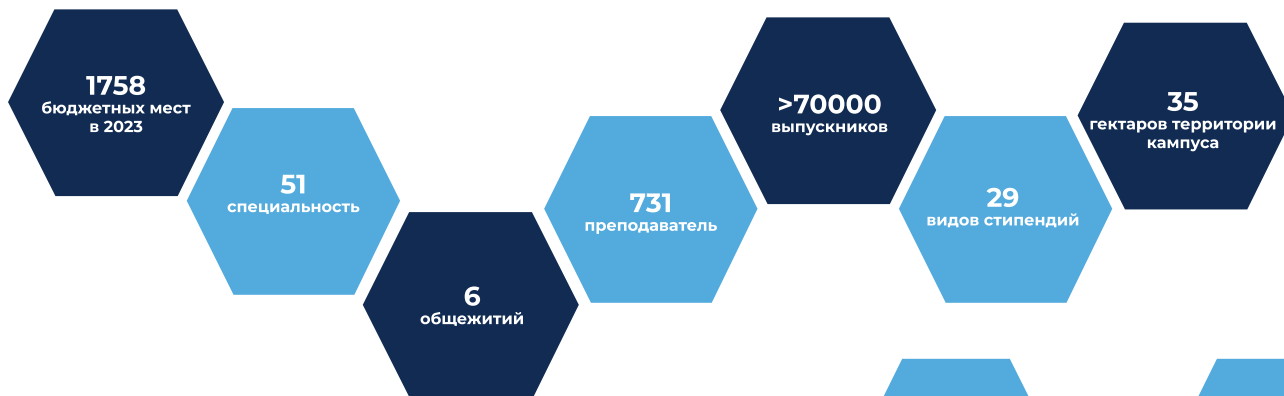 1758
бюджетных мест
в 2023
51
специальность
6
общежитий
731
преподаватель
>70000
выпускников
29
видов стипендий
35
гектаров территории
кампуса